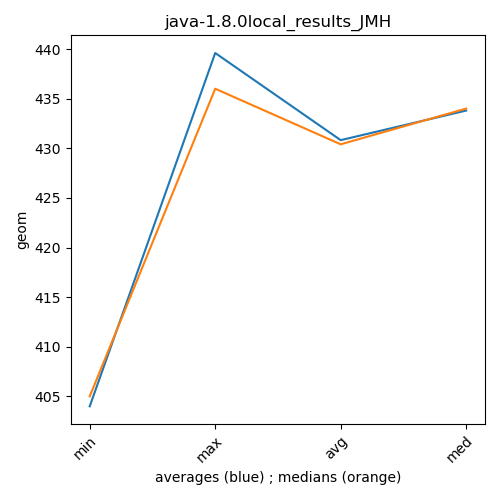 java-1.8.0local_results_JMH
440
435
430
425
420
415
410
405
geom
min
max
avg
med
averages (blue) ; medians (orange)